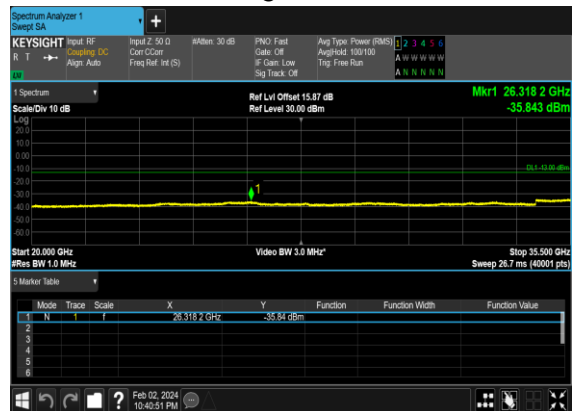 Spectrum Analyzer 1
Swept SA
+
KEYSIGHT Input: RF Input Z: 50 Ω #Atten: 30 dB PNO: Fast Avg Type: Power (RMS) 1 2 3 4 5 6
R T Coupling: DC Corr CCorr Gate: Off Avg|Hold: 100/100 A W W W W W
Align: Auto Freq Ref: Int (S) IF Gain: Low Trig: Free Run A N N N N N
Sig Track: Off
1 Spectrum
Ref Lvl Offset 15.87 dB Mkr1 26.318 2 GHz
Scale/Div 10 dB Ref Level 30.00 dBm -35.843 dBm
Log
20.0
10.0
0.00
-10.0 DL1 -13.00 dBm
-20.0
1
-30.0
-40.0
-50.0
-60.0
Start 20.000 GHz Video BW 3.0 MHz* Stop 35.500 GHz
#Res BW 1.0 MHz Sweep 26.7 ms (40001 pts)
5 Marker Table
Mode Trace Scale X Y Function Function Width Function Value
1 N 1 f 26.318 2 GHz -35.84 dBm
2
3
4
5
6
? Feb 02, 2024
10:40:51 PM